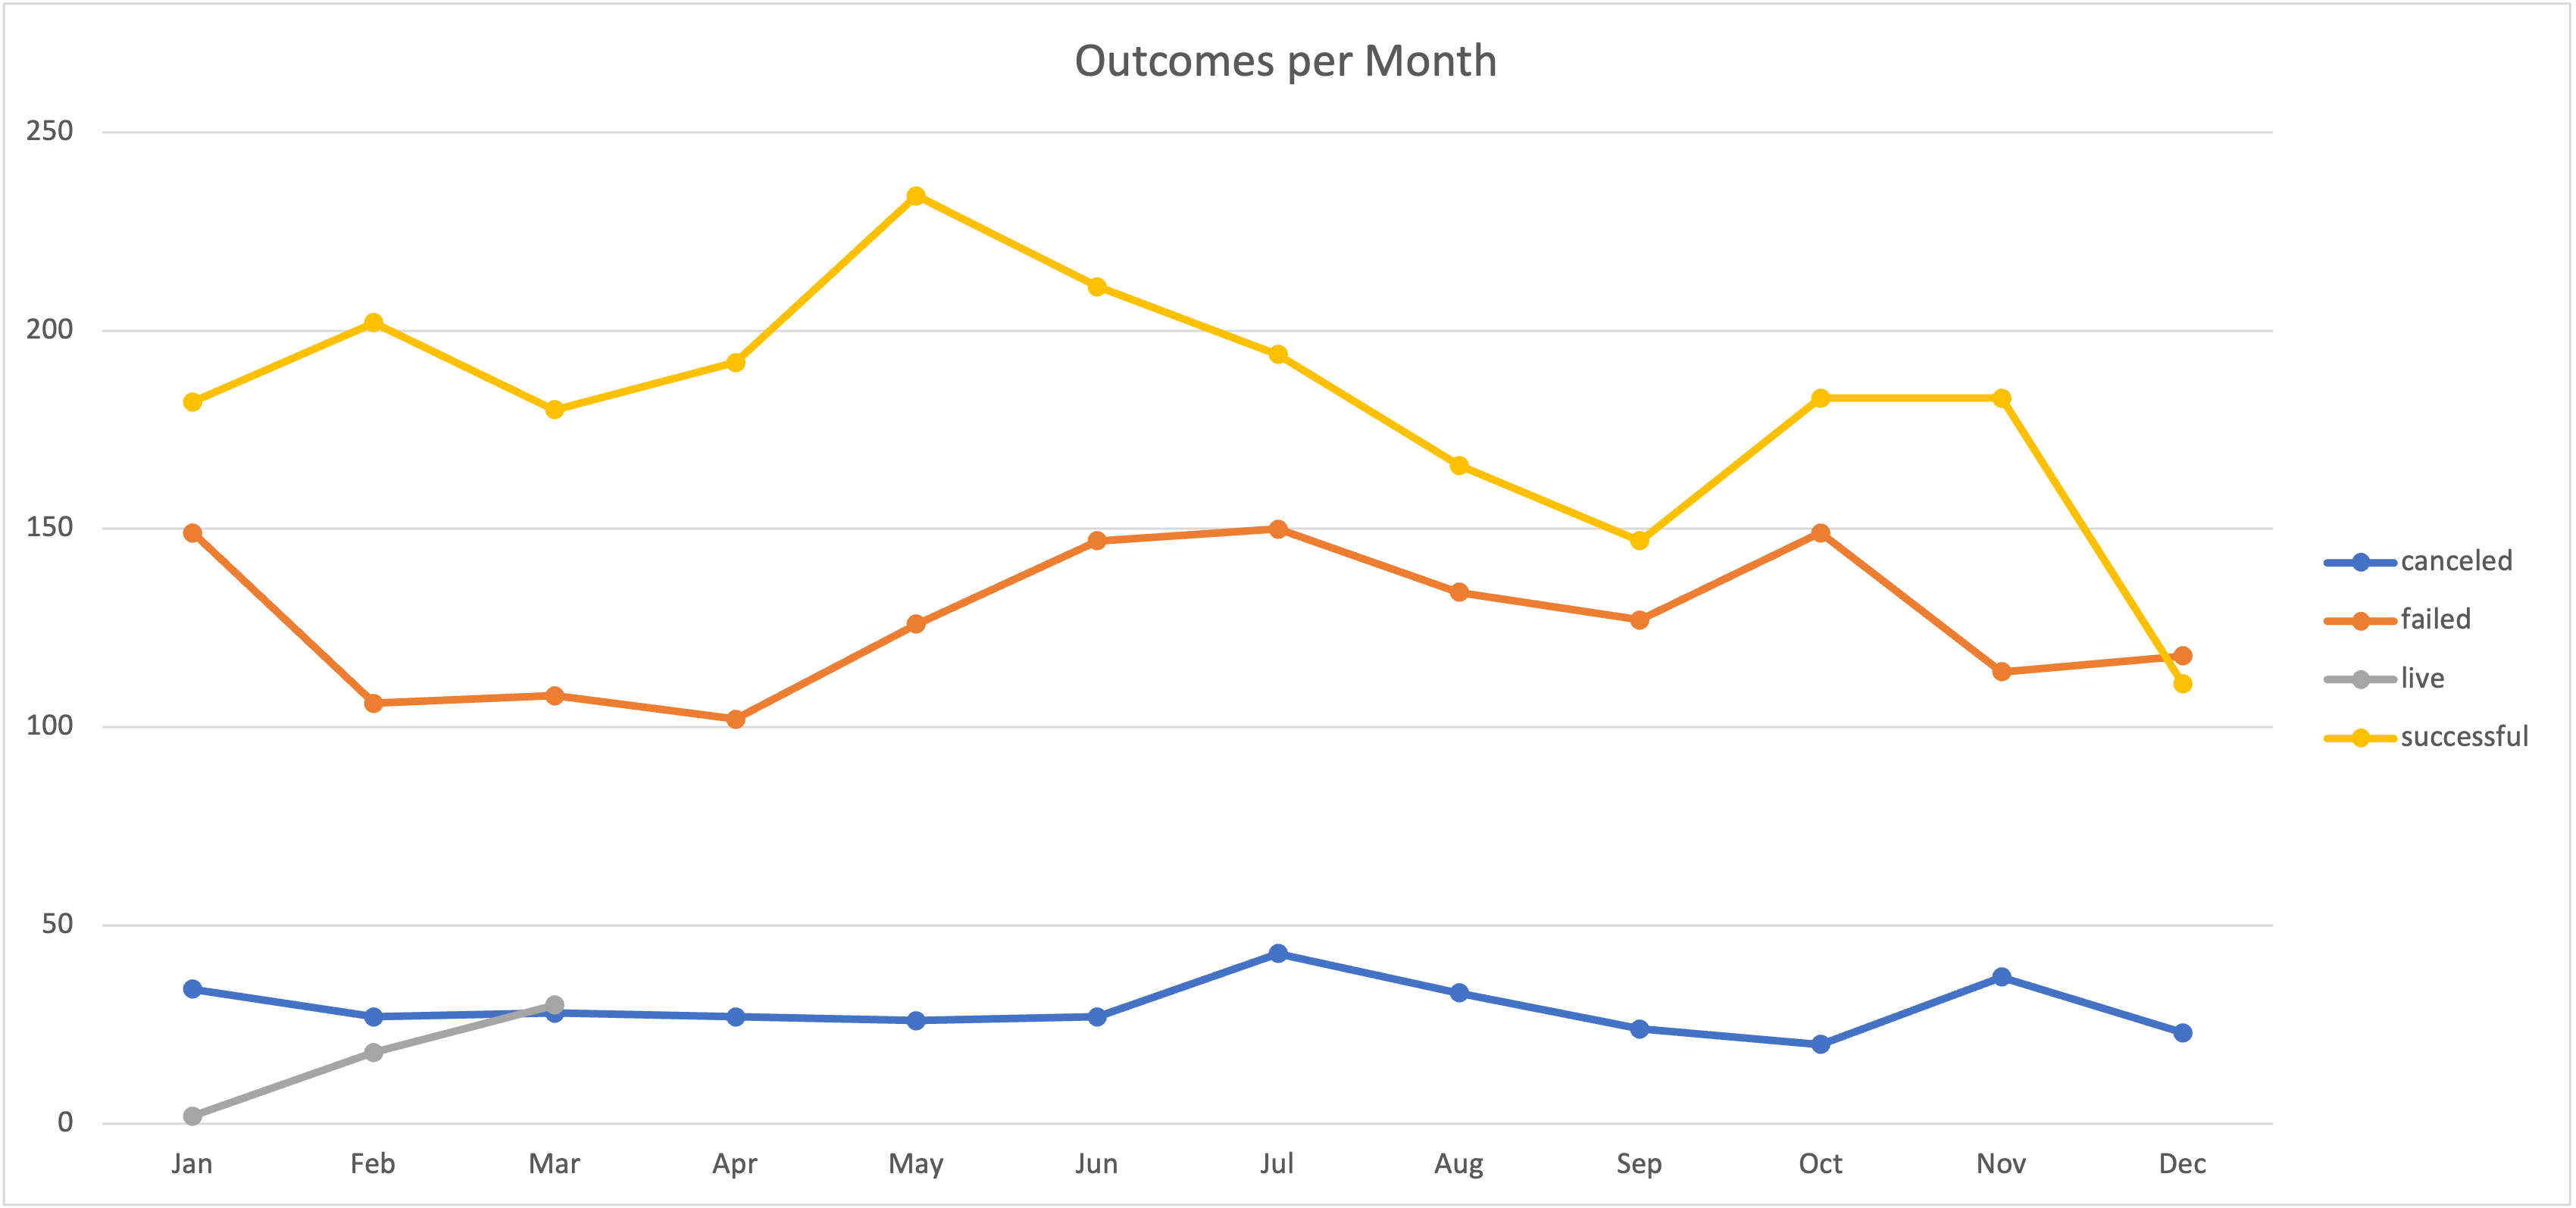 Outcomes per Month
250
200
150
100
50
0
Jan Feb Mar Apr May Jun Jul Aug Sep Oct Nov Dec
canceled
failed
live
successful